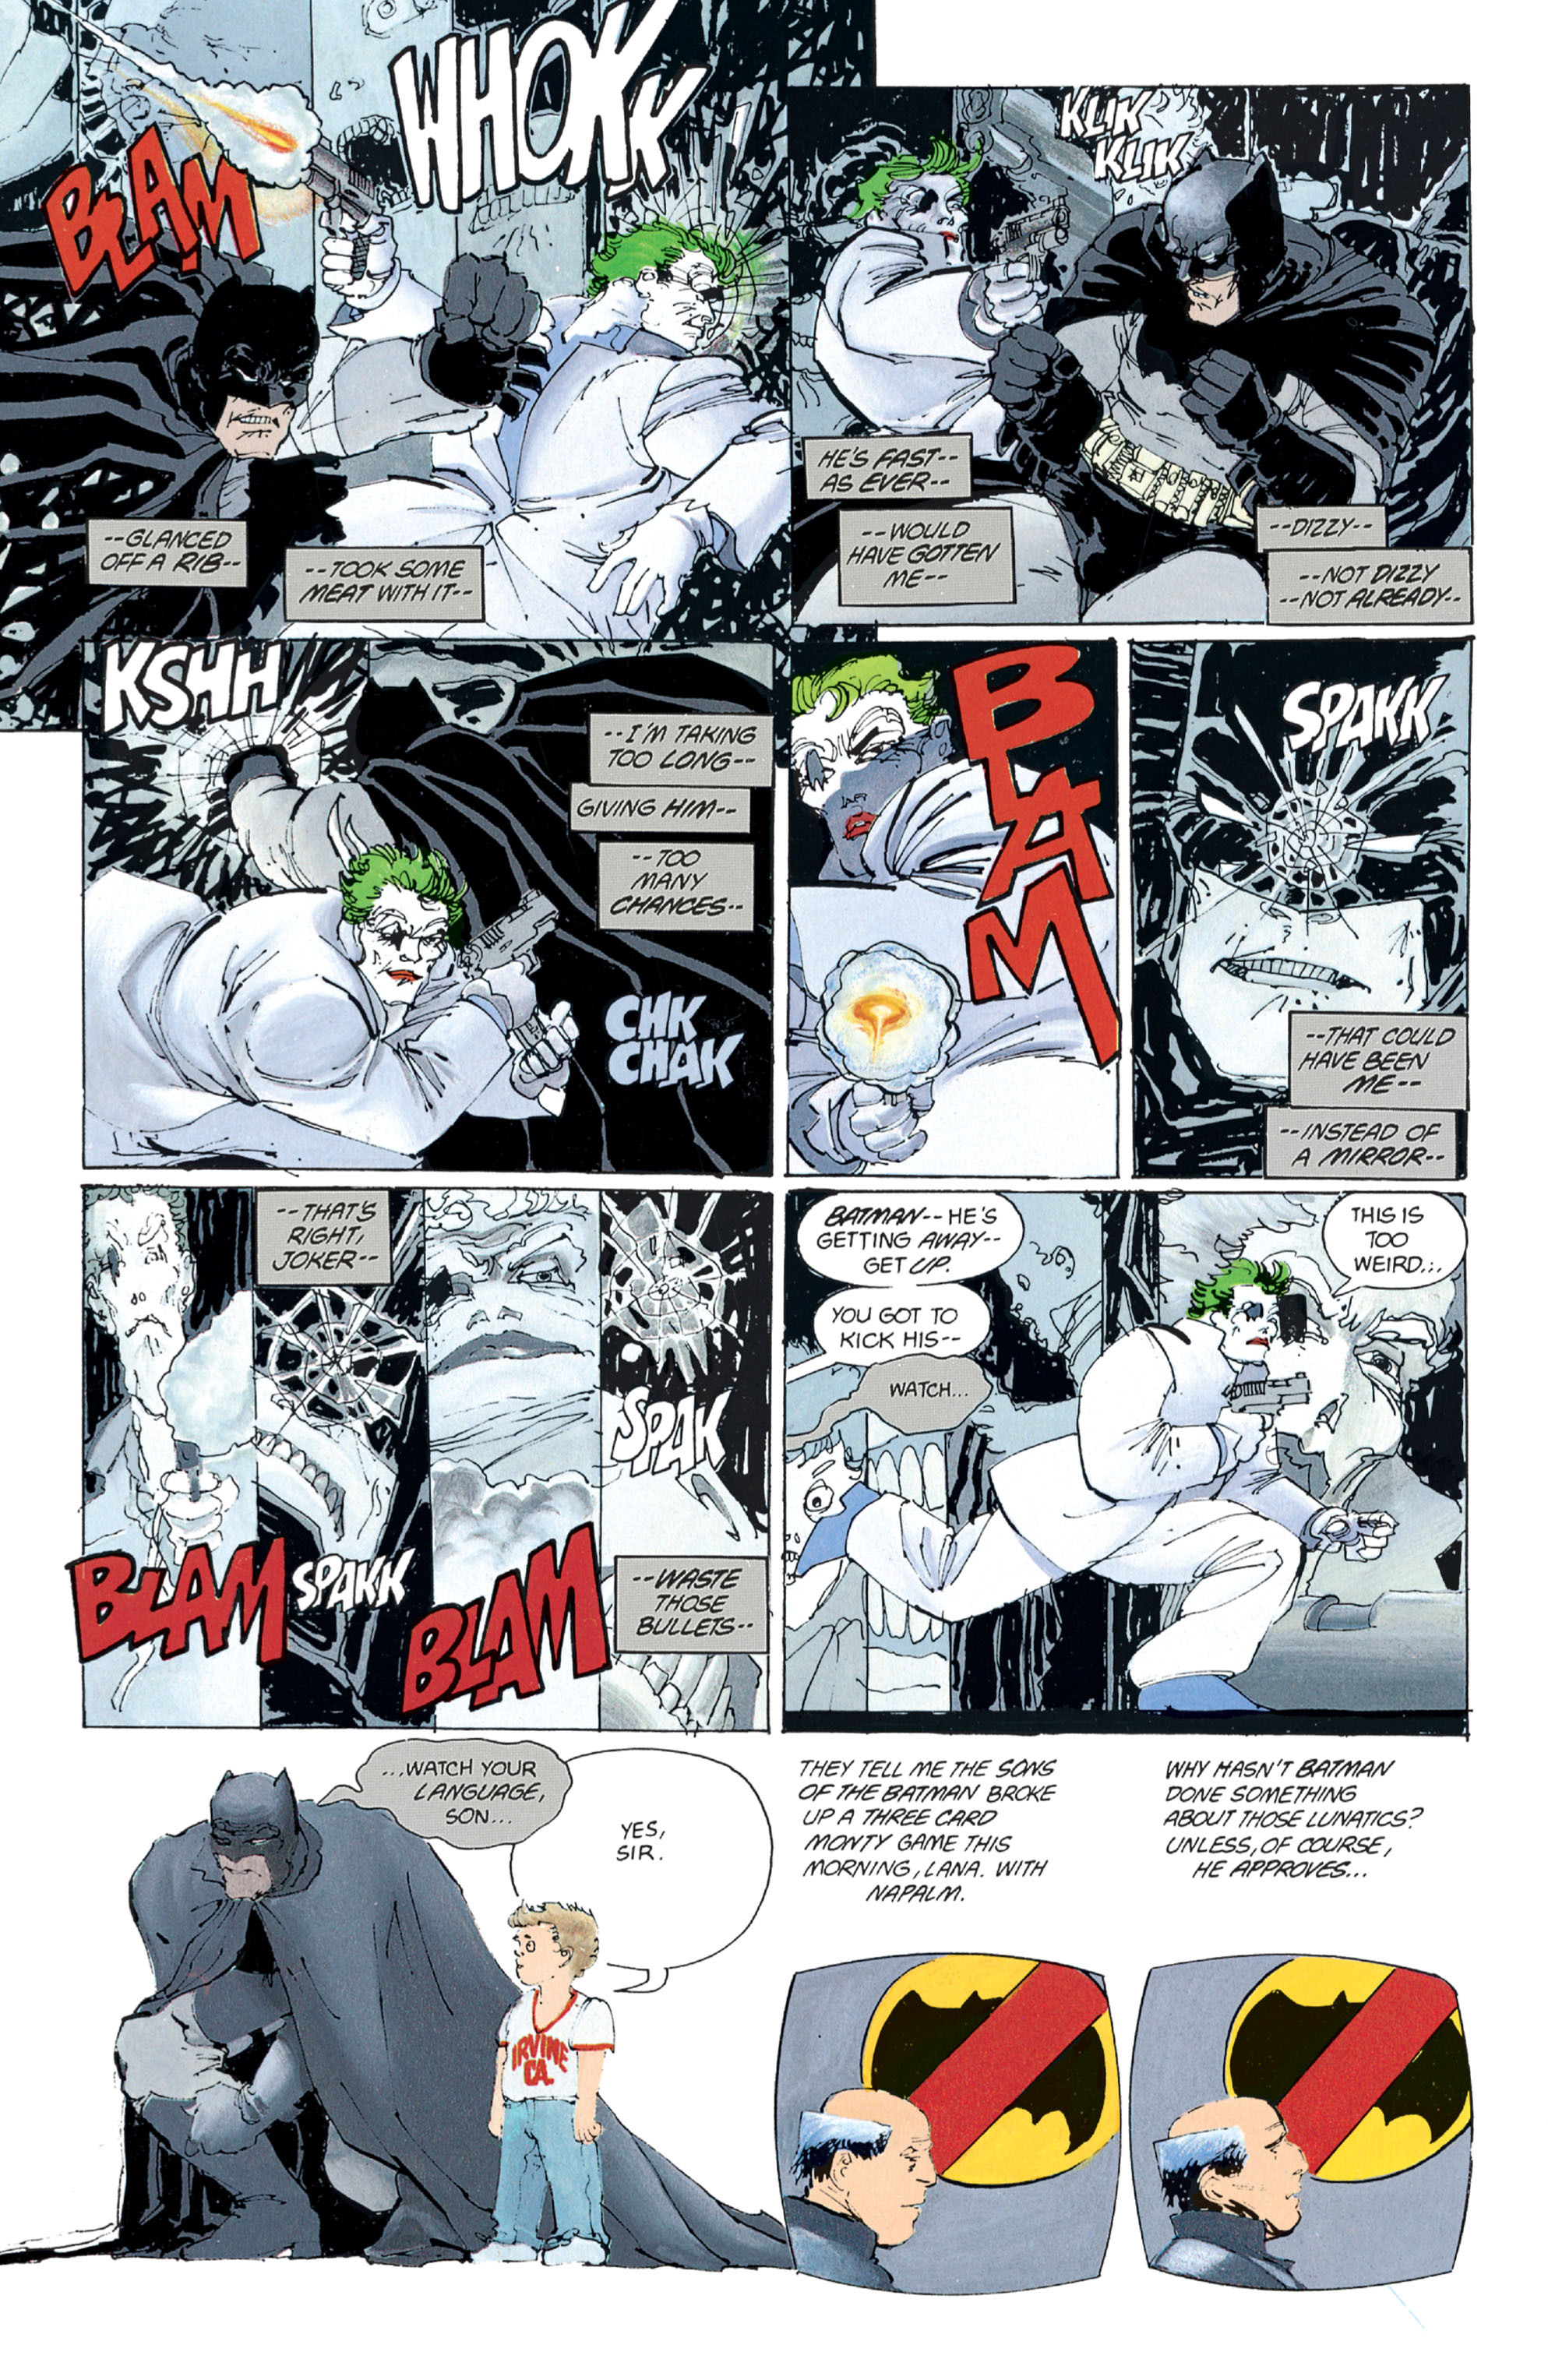 BLAM
WHOKK
--GLANCED
OFF A RIB--
--TOOK SOME
MEAT WITH IT--
KLIK
KLIK
HE'S FAST--
AS EVER--
--WOULD
HAVE GOTTEN
ME--
--DIZZY--
--NOT DIZZY
--NOT ALREADY--
KSHH
--I'M TAKING
TOO LONG--
GIVING HIM--
--TOO
MANY
CHANCES--
CHK
CHAK
BLAM
SPAKK
--THAT COULD
HAVE BEEN
ME--
--INSTEAD OF
A MIRROR--
--THAT'S
RIGHT,
JOKER--
BLAM
SPAKK
BLAM
SPAK
--WASTE
THOSE
BULLETS--
BATMAN--HE'S
GETTING AWAY--
GET UP.
YOU GOT TO
KICK HIS--
WATCH...
THIS IS
TOO
WEIRD...
...WATCH YOUR
LANGUAGE,
SON...
YES,
SIR.
IRVINE
CA.
THEY TELL ME THE SONS
OF THE BATMAN BROKE
UP A THREE CARD
MONTY GAME THIS
MORNING, LANA. WITH
NAPALM.
WHY HASN'T BATMAN
DONE SOMETHING
ABOUT THOSE LUNATICS?
UNLESS, OF COURSE,
HE APPROVES...